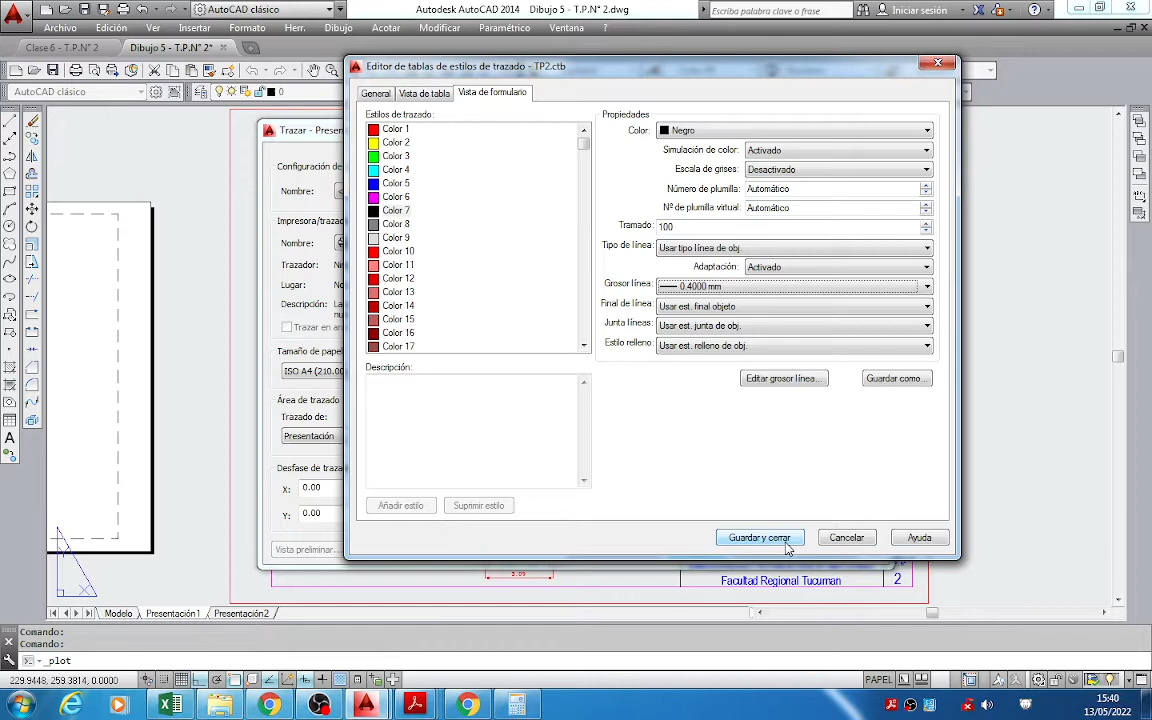 AutoCAD clásico
Autodesk AutoCAD 2014
Dibujo 5 - T.P.N° 2.dwg
Escriba palabra clave o frase
Iniciar sesión
Archivo Edición Ver Insertar Formato Herr. Dibujo Acotar Modificar Paramétrico Ventana ?
Clase 6 - T.P.N° 2
Dibujo 5 - T.P.N° 2*
AutoCAD clásico
0
Trazar - Presen
Configuración de
Nombre:
Impresora/trazad
Nombre:
Trazador:
Nin
Lugar:
No
Descripción:
La
Trazar en ar
Tamaño de papel
ISO A4 (210.00
Área de trazado
Trazado de:
Presentación
Desfase de traza
X: 0.00
Y: 0.00
Vista preliminar...
Editor de tablas de estilos de trazado - TP2.ctb
General
Vista de tabla
Vista de formulario
Estilos de trazado:
Color 1
Color 2
Color 3
Color 4
Color 5
Color 6
Color 7
Color 8
Color 9
Color 10
Color 11
Color 12
Color 13
Color 14
Color 15
Color 16
Color 17
Descripción:
Añadir estilo
Suprimir estilo
Propiedades
Color: Negro
Simulación de color: Activado
Escala de grises: Desactivado
Número de plumilla: Automático
Nº de plumilla virtual: Automático
Tramado: 100
Tipo de línea: Usar tipo línea de obj.
Adaptación: Activado
Grosor línea: 0.4000 mm
Final de línea: Usar est. final objeto
Junta líneas: Usar est. junta de obj.
Estilo relleno: Usar est. relleno de obj.
Editar grosor línea...
Guardar como...
Guardar y cerrar
Cancelar
Ayuda
3.09
Facultad Regional Tucuman
2
Modelo
Presentación1
Presentación2
Comando:
Comando:
_plot
229.9448, 259.3814, 0.0000
PAPEL
15:40
13/05/2022